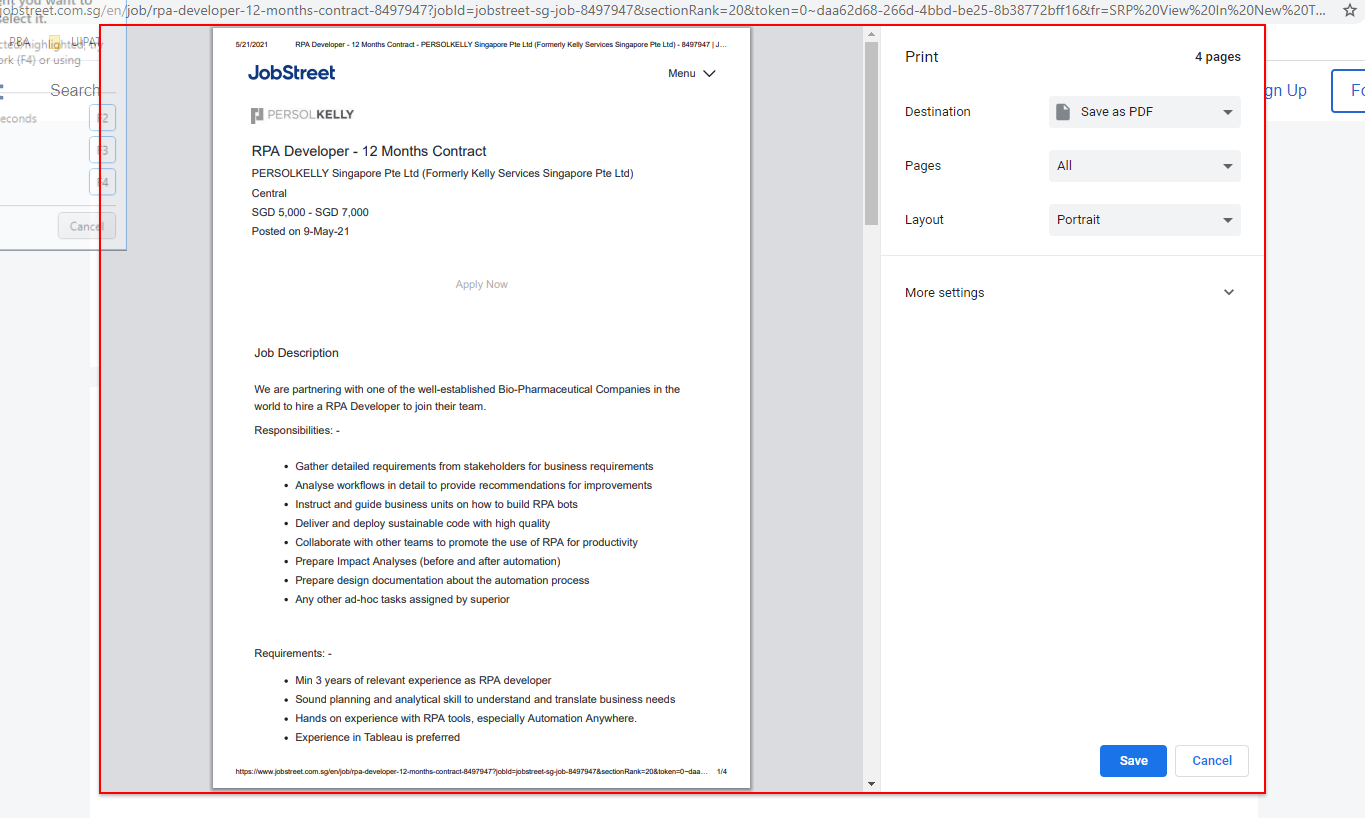 ent you want to
jobstreet.com.sg/en/job/rpa-developer-12-months-contract-8497947?jobId=jobstreet-sg-job-8497947&sectionRank=20&token=0~daa62d68-266d-4bbd-be25-8b38772bff16&fr=SRP%20View%20In%20New%20T...
select it.
PBA
cted/highlighted, try
ork (F4) or using
Search
gn Up
Fo
econds
F2
F3
F4
Cancel
5/21/2021 RPA Developer - 12 Months Contract - PERSOLKELLY Singapore Pte Ltd (Formerly Kelly Services Singapore Pte Ltd) - 8497947 | J…
JobStreet
Menu
PERSOLKELLY
RPA Developer - 12 Months Contract
PERSOLKELLY Singapore Pte Ltd (Formerly Kelly Services Singapore Pte Ltd)
Central
SGD 5,000 - SGD 7,000
Posted on 9-May-21
Apply Now
Job Description
We are partnering with one of the well-established Bio-Pharmaceutical Companies in the
world to hire a RPA Developer to join their team.
Responsibilities: -
• Gather detailed requirements from stakeholders for business requirements
• Analyse workflows in detail to provide recommendations for improvements
• Instruct and guide business units on how to build RPA bots
• Deliver and deploy sustainable code with high quality
• Collaborate with other teams to promote the use of RPA for productivity
• Prepare Impact Analyses (before and after automation)
• Prepare design documentation about the automation process
• Any other ad-hoc tasks assigned by superior
Requirements: -
• Min 3 years of relevant experience as RPA developer
• Sound planning and analytical skill to understand and translate business needs
• Hands on experience with RPA tools, especially Automation Anywhere.
• Experience in Tableau is preferred
https://www.jobstreet.com.sg/en/job/rpa-developer-12-months-contract-8497947?jobId=jobstreet-sg-job-8497947&sectionRank=20&token=0~daa… 1/4
Print
4 pages
Destination
Save as PDF
Pages
All
Layout
Portrait
More settings
Save
Cancel